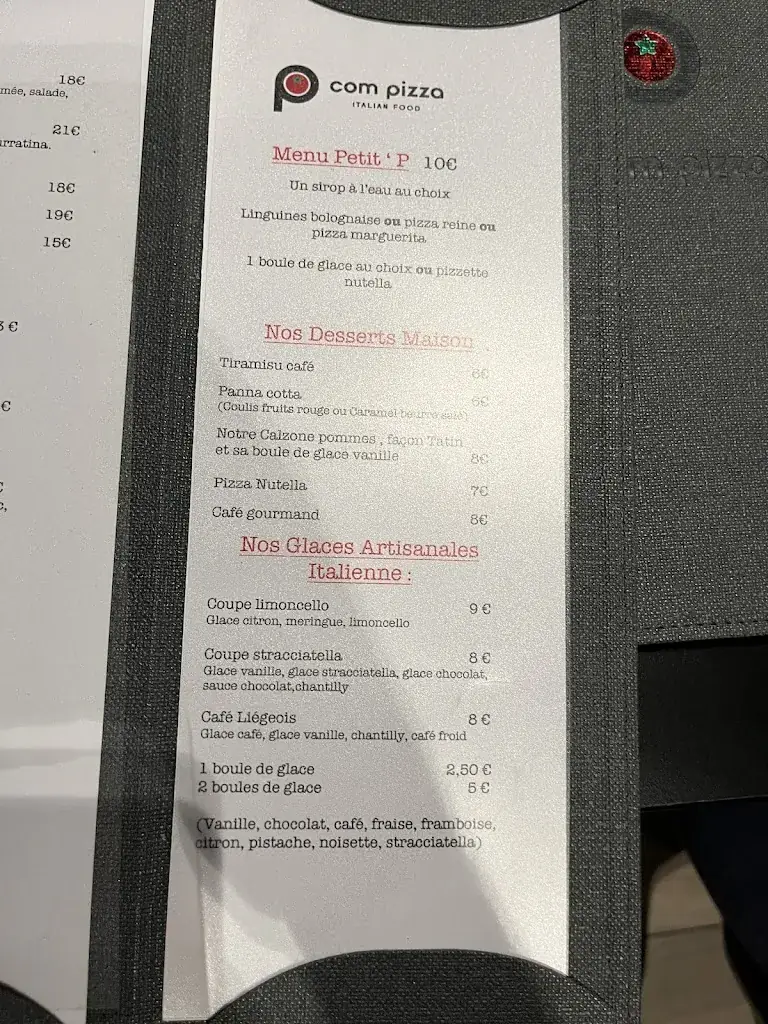 18€
mée, salade,
21€
urratina.
18€
19€
15€
€
€
P com pizza
ITALIAN FOOD
Menu Petit ‘ P 10€
Un sirop à l'eau au choix
Linguines bolognaise ou pizza reine ou
pizza marguerita
1 boule de glace au choix ou pizzette
nutella
Nos Desserts Maison
Tiramisu café 6€
Panna cotta 6€
(Coulis fruits rouge ou Caramel beurre salé)
Notre Calzone pommes , façon Tatin
et sa boule de glace vanille 8€
Pizza Nutella 7€
Café gourmand 8€
Nos Glaces Artisanales
Italienne :
Coupe limoncello 9 €
Glace citron, meringue, limoncello
Coupe stracciatella 8 €
Glace vanille, glace stracciatella, glace chocolat,
sauce chocolat,chantilly
Café Liégeois 8 €
Glace café, glace vanille, chantilly, café froid
1 boule de glace 2,50 €
2 boules de glace 5 €
(Vanille, chocolat, café, fraise, framboise,
citron, pistache, noisette, stracciatella)